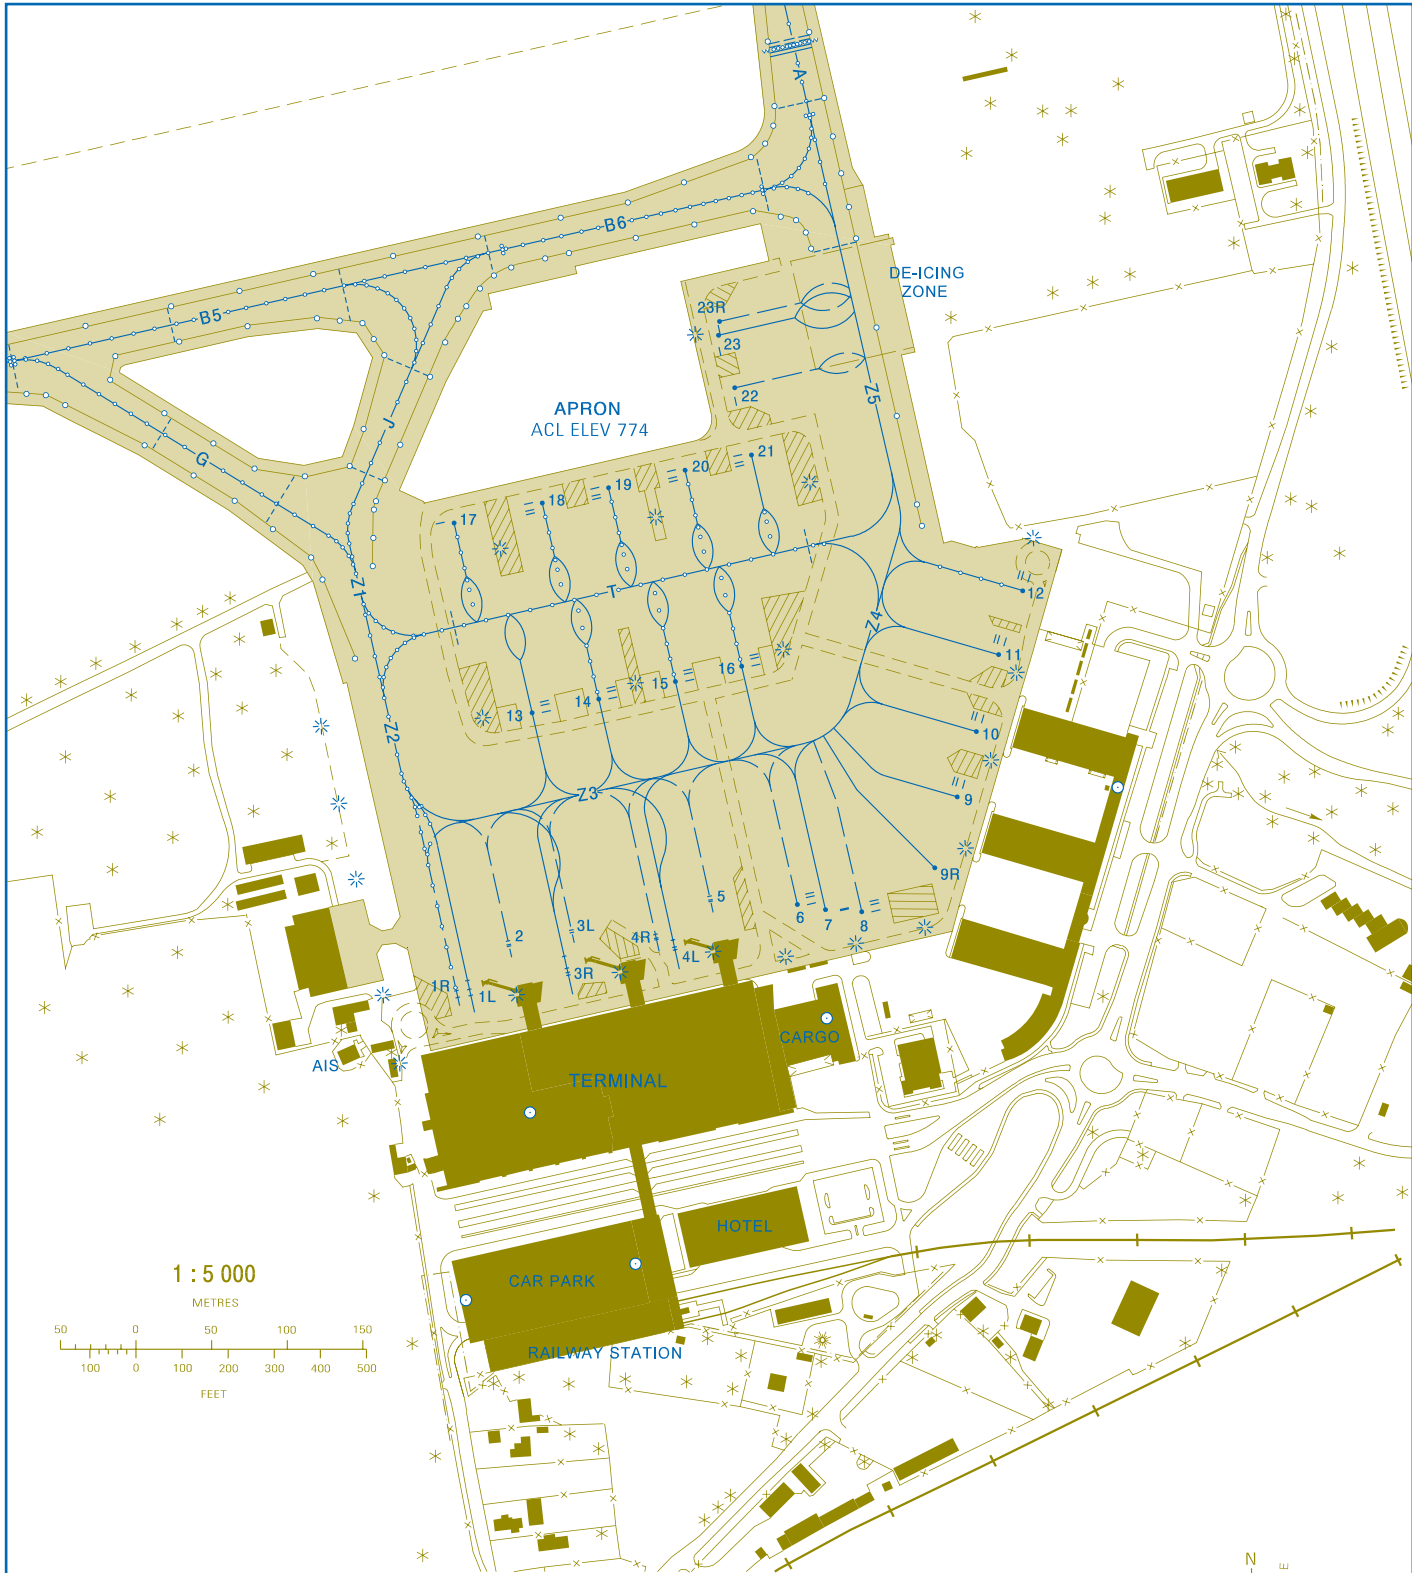 A
B6
DE-ICING
ZONE
23R
B5
23
Z5
22
APRON
ACL ELEV 774
J
G
21
20
19
18
17
Z1
T
12
Z4
11
16
15
14
13
10
Z2
Z3
9
9R
5
6
7
8
3L
2
4R
4L
3R
1R
1L
CARGO
AIS
TERMINAL
HOTEL
CAR PARK
1 : 5 000
METRES
50 0 50 100 150
100 0 100 200 300 400 500
FEET
RAILWAY STATION
N
E